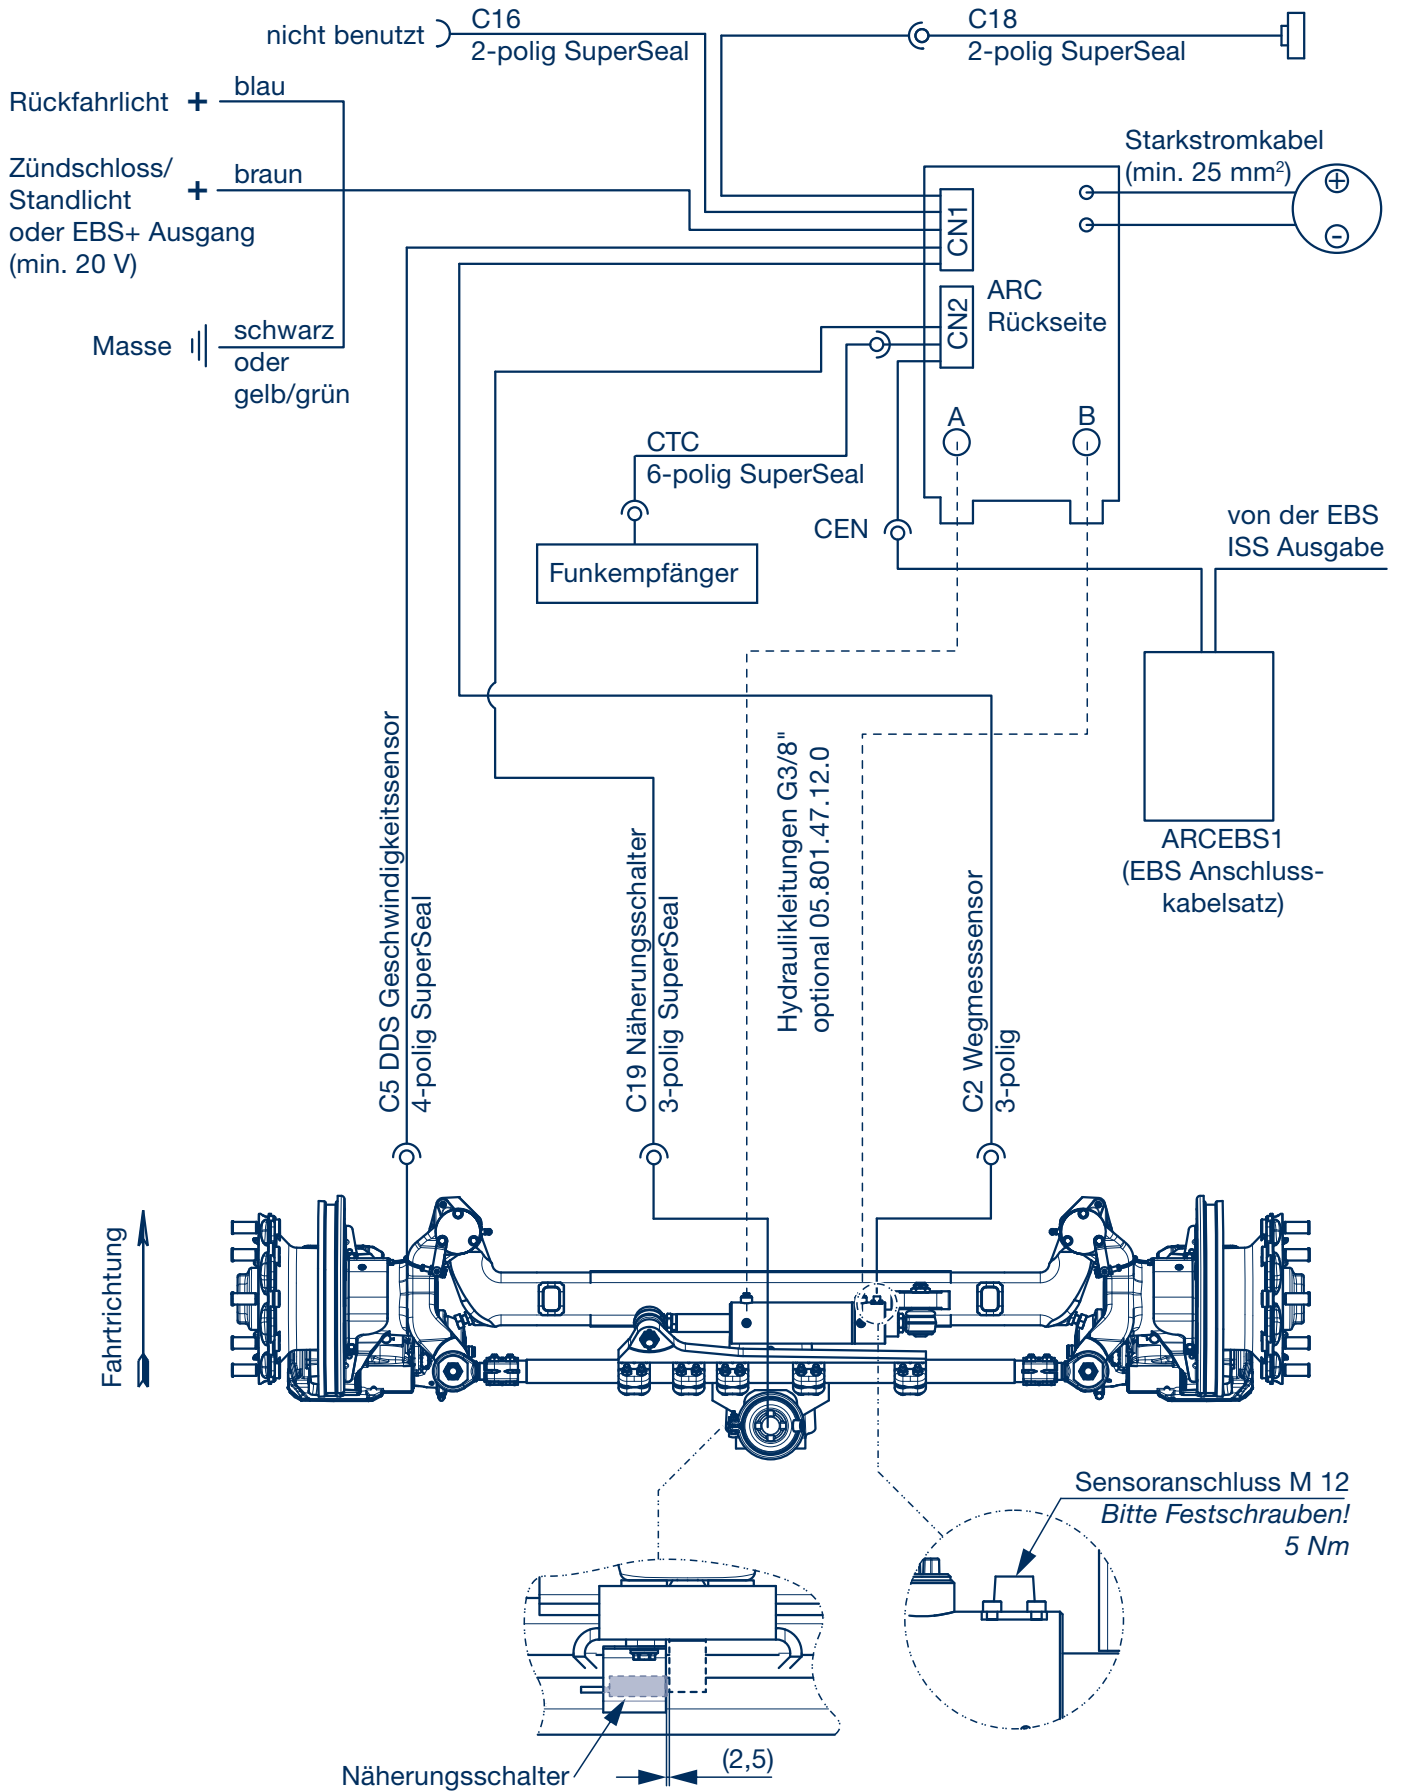 nicht benutzt
C16
2-polig SuperSeal
C18
2-polig SuperSeal
Rückfahrlicht +
blau
Zündschloss/
Standlicht
oder EBS+ Ausgang
(min. 20 V)
+
braun
Masse
schwarz
oder
gelb/grün
Starkstromkabel
(min. 25 mm²)
+
-
CN1
CN2
ARC
Rückseite
A
B
CTC
6-polig SuperSeal
Funkempfänger
CEN
von der EBS
ISS Ausgabe
ARCEBS1
(EBS Anschluss-
kabelsatz)
C5 DDS Geschwindigkeitssensor
4-polig SuperSeal
C19 Näherungsschalter
3-polig SuperSeal
Hydraulikleitungen G3/8"
optional 05.801.47.12.0
C2 Wegmesssensor
3-polig
Fahrtrichtung
Sensoranschluss M 12
Bitte Festschrauben!
5 Nm
Näherungsschalter
(2,5)